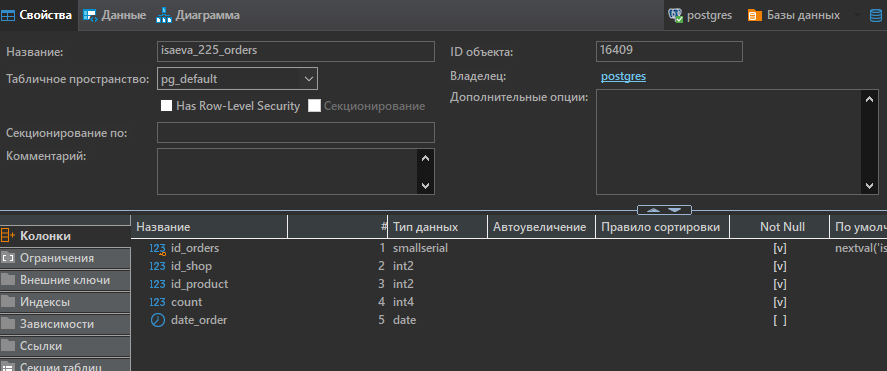 Свойства Данные Диаграмма postgres Базы данных
Название: isaeva_225_orders ID объекта: 16409
Табличное пространство: pg_default Владелец: postgres
Has Row-Level Security Секционирование Дополнительные опции:
Секционирование по:
Комментарий:
Название # Тип данных Автоувеличение Правило сортировки Not Null По умолч
Колонки
id_orders 1 smallserial [v] nextval('is
Ограничения
id_shop 2 int2 [v]
Внешние ключи
id_product 3 int2 [v]
Индексы
count 4 int4 [v]
Зависимости
date_order 5 date [ ]
Ссылки
Секции таблиц